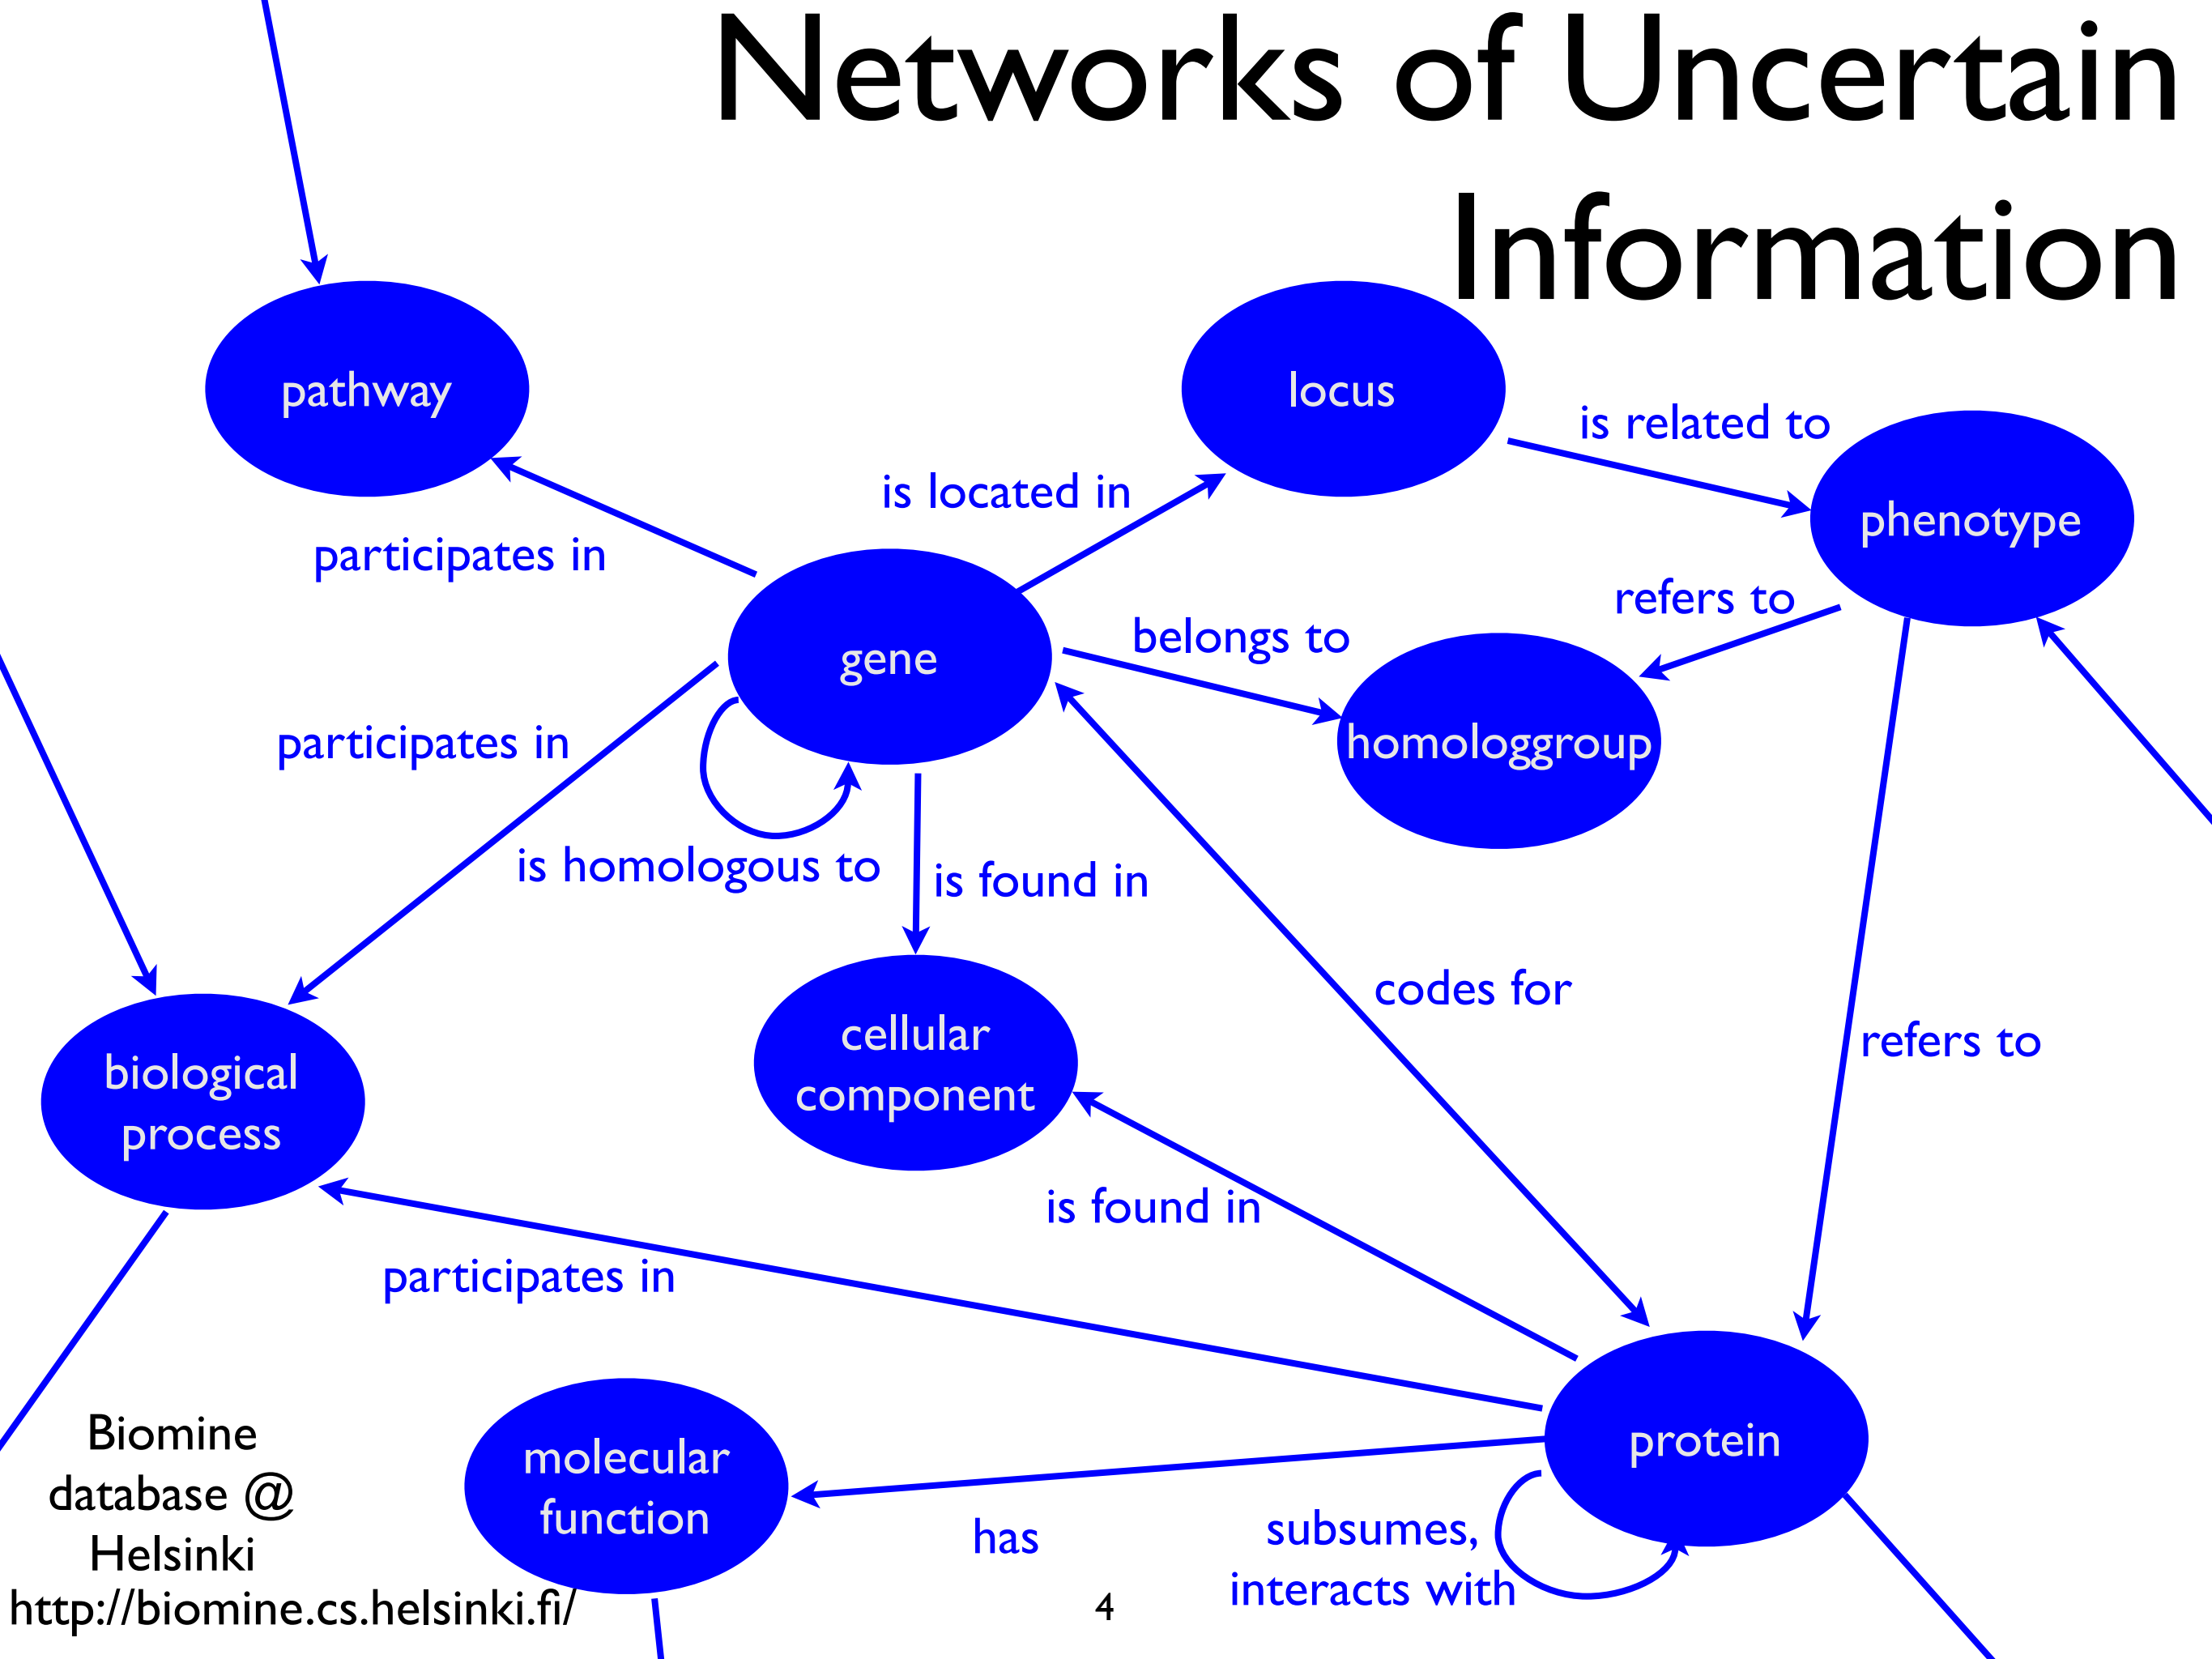 Networks of Uncertain
Information
pathway
locus
is related to
is located in
phenotype
participates in
refers to
belongs to
gene
homologgroup
participates in
is homologous to
is found in
codes for
cellular
component
refers to
biological
process
is found in
participates in
Biomine
database @
Helsinki
http://biomine.cs.helsinki.fi/
molecular
function
protein
has
subsumes,
interacts with
4